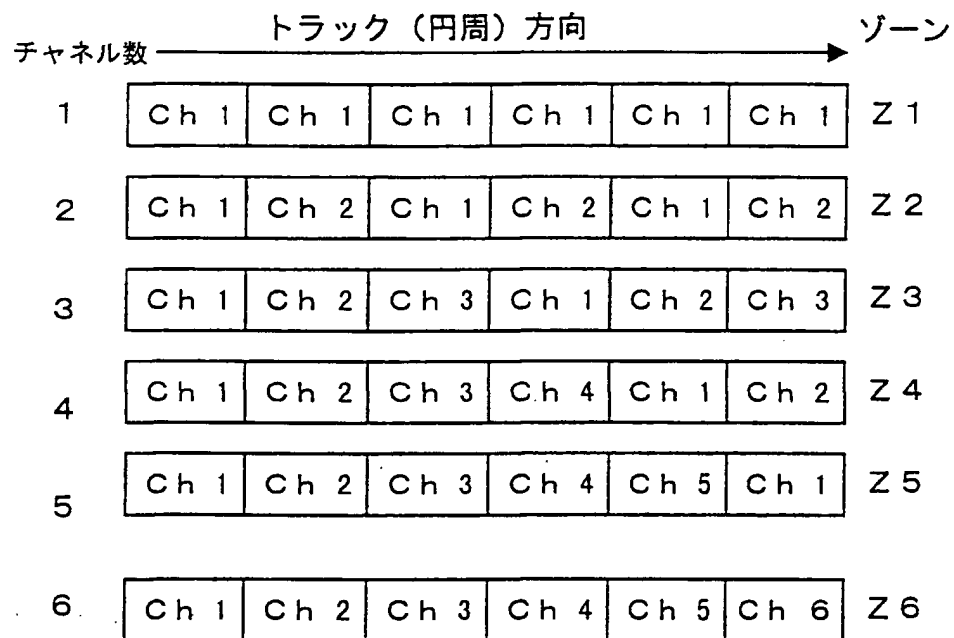 トラック（円周）方向 ゾーン
チャネル数
1 Ch 1 Ch 1 Ch 1 Ch 1 Ch 1 Ch 1 Z1
2 Ch 1 Ch 2 Ch 1 Ch 2 Ch 1 Ch 2 Z2
3 Ch 1 Ch 2 Ch 3 Ch 1 Ch 2 Ch 3 Z3
4 Ch 1 Ch 2 Ch 3 Ch 4 Ch 1 Ch 2 Z4
5 Ch 1 Ch 2 Ch 3 Ch 4 Ch 5 Ch 1 Z5
6 Ch 1 Ch 2 Ch 3 Ch 4 Ch 5 Ch 6 Z6